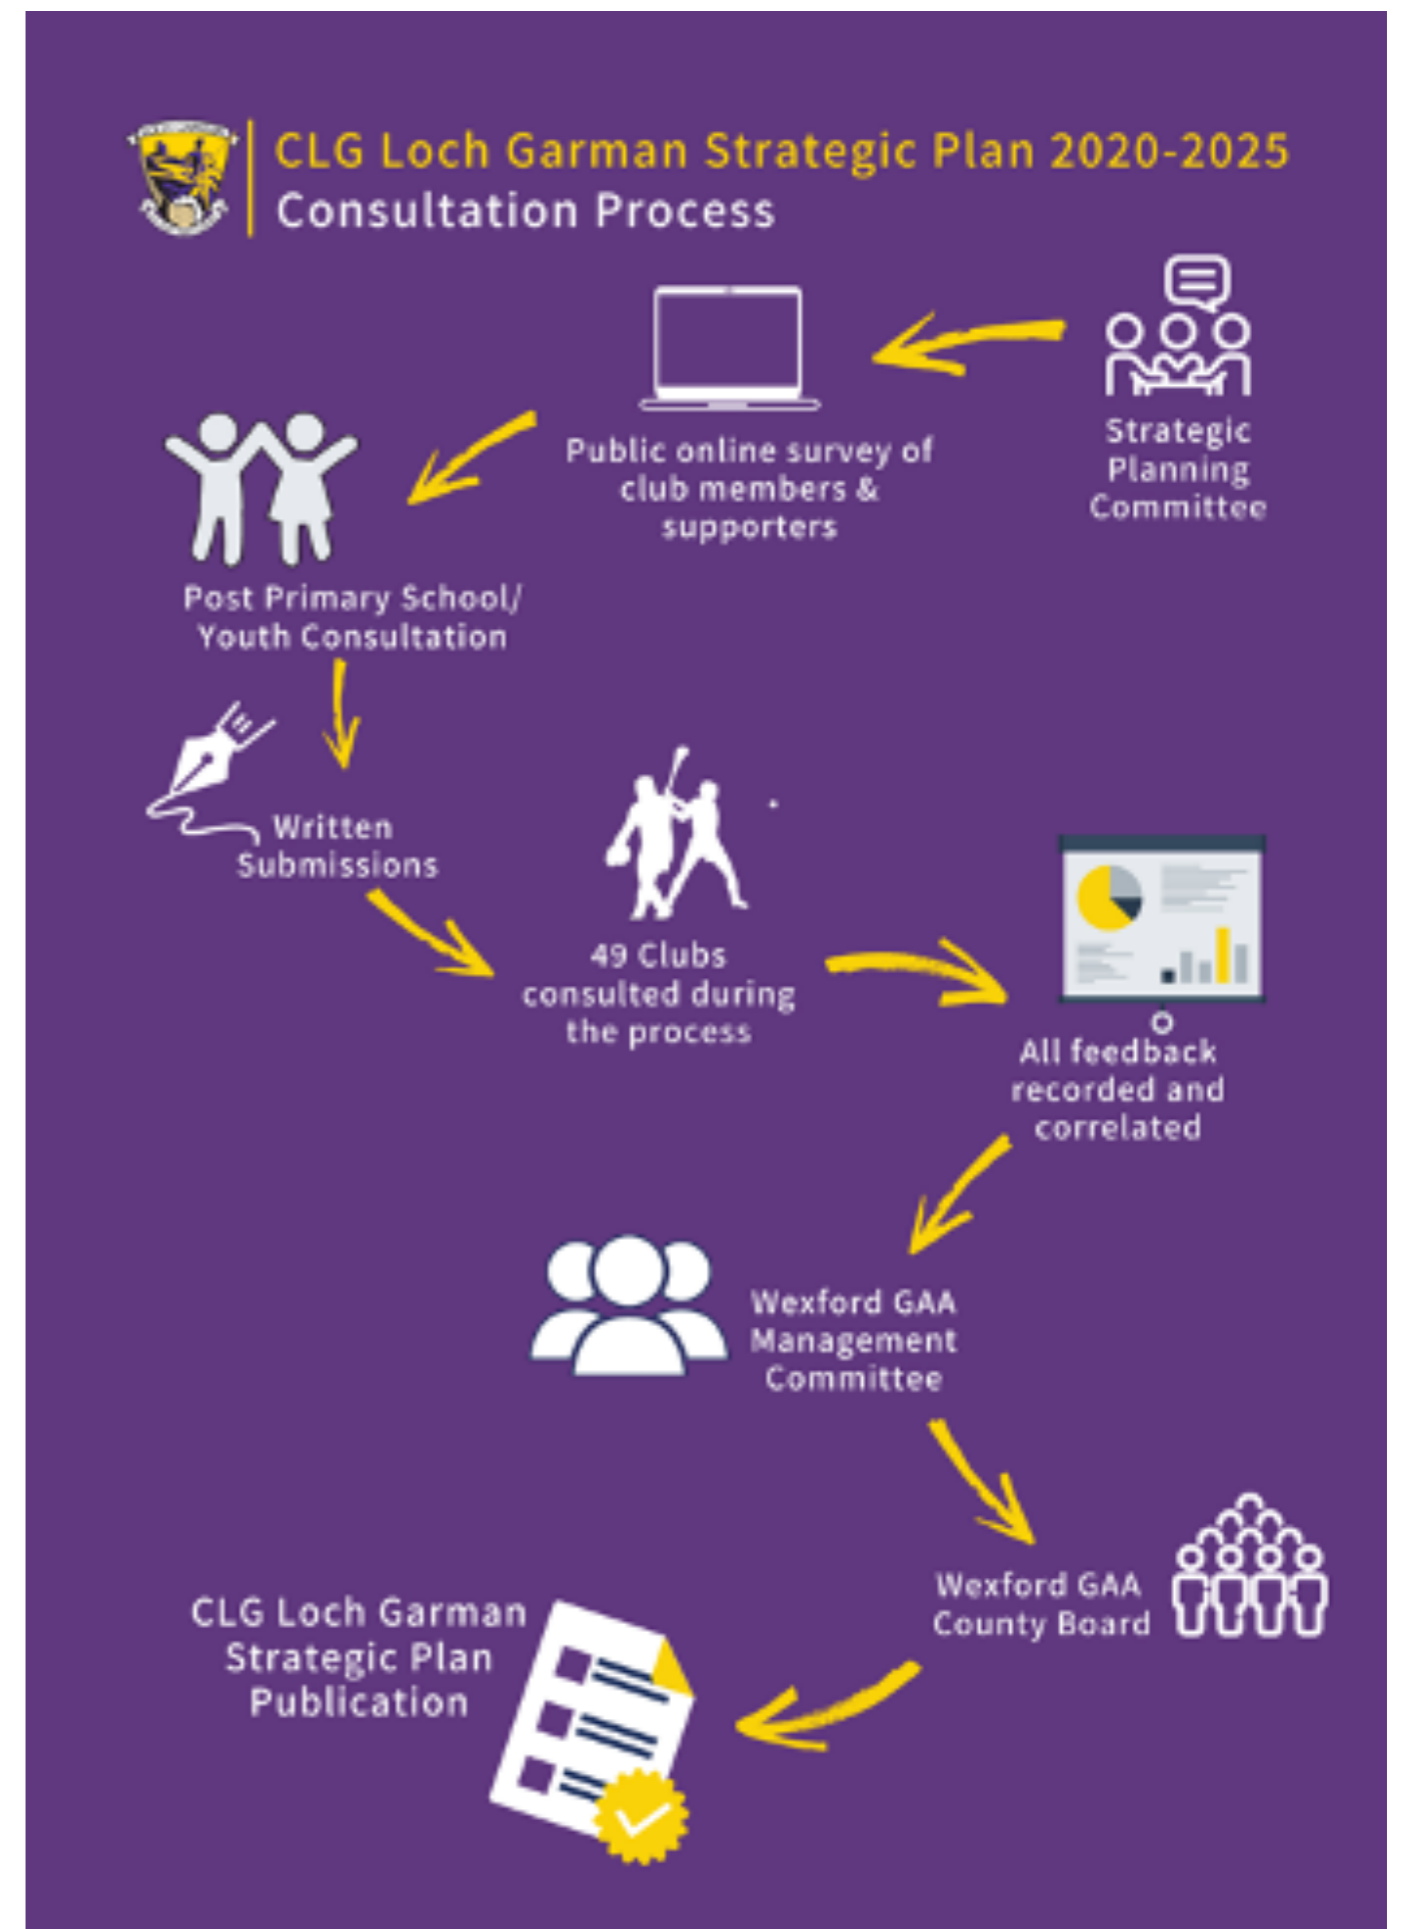 CLG Loch Garman Strategic Plan 2020-2025
Consultation Process
Strategic
Planning
Committee
Public online survey of
club members &
supporters
Post Primary School/
Youth Consultation
Written
Submissions
49 Clubs
consulted during
the process
All feedback
recorded and
correlated
Wexford GAA
Management
Committee
Wexford GAA
County Board
CLG Loch Garman
Strategic Plan
Publication